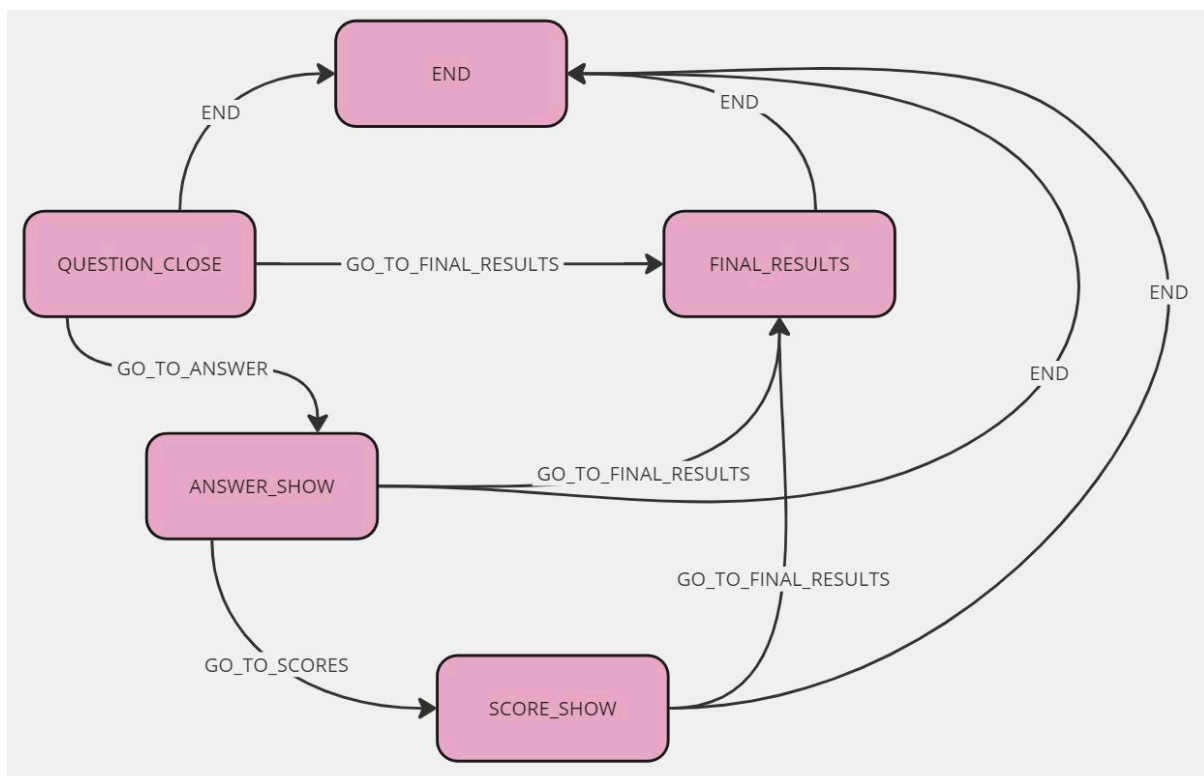 END
END
END
QUESTION_CLOSE
GO_TO_FINAL_RESULTS
FINAL_RESULTS
END
GO_TO_ANSWER
END
ANSWER_SHOW
GO_TO_FINAL_RESULTS
GO_TO_FINAL_RESULTS
GO_TO_SCORES
SCORE_SHOW